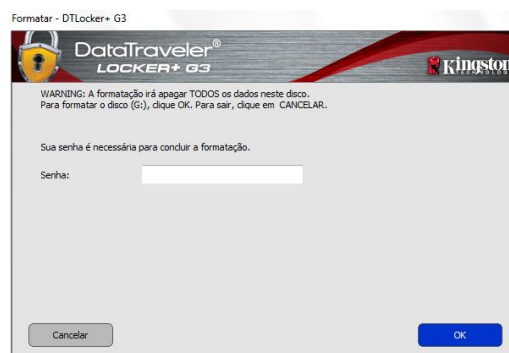 Formatar - DTLocker+ G3
DataTraveler®
LOCKER+ G3
Kingston
TECHNOLOGY
WARNING: A formatação irá apagar TODOS os dados neste disco.
Para formatar o disco (G:), clique OK. Para sair, clique em CANCELAR.
Sua senha é necessária para concluir a formatação.
Senha:
Cancelar
OK